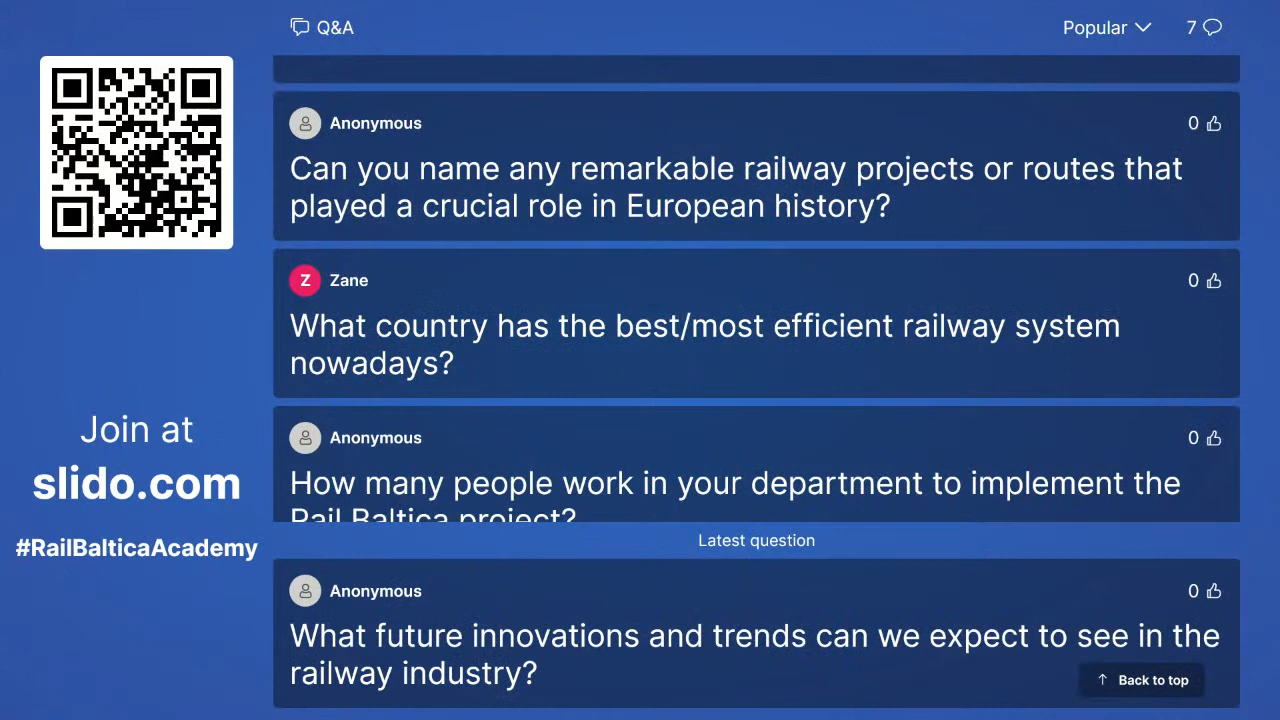 Q&A
Popular
7
Anonymous
0
Can you name any remarkable railway projects or routes that
played a crucial role in European history?
Z
Zane
0
What country has the best/most efficient railway system
nowadays?
Anonymous
0
How many people work in your department to implement the
Rail Baltica project?
Join at
slido.com
#RailBalticaAcademy
Latest question
Anonymous
0
What future innovations and trends can we expect to see in the
railway industry?
↑ Back to top